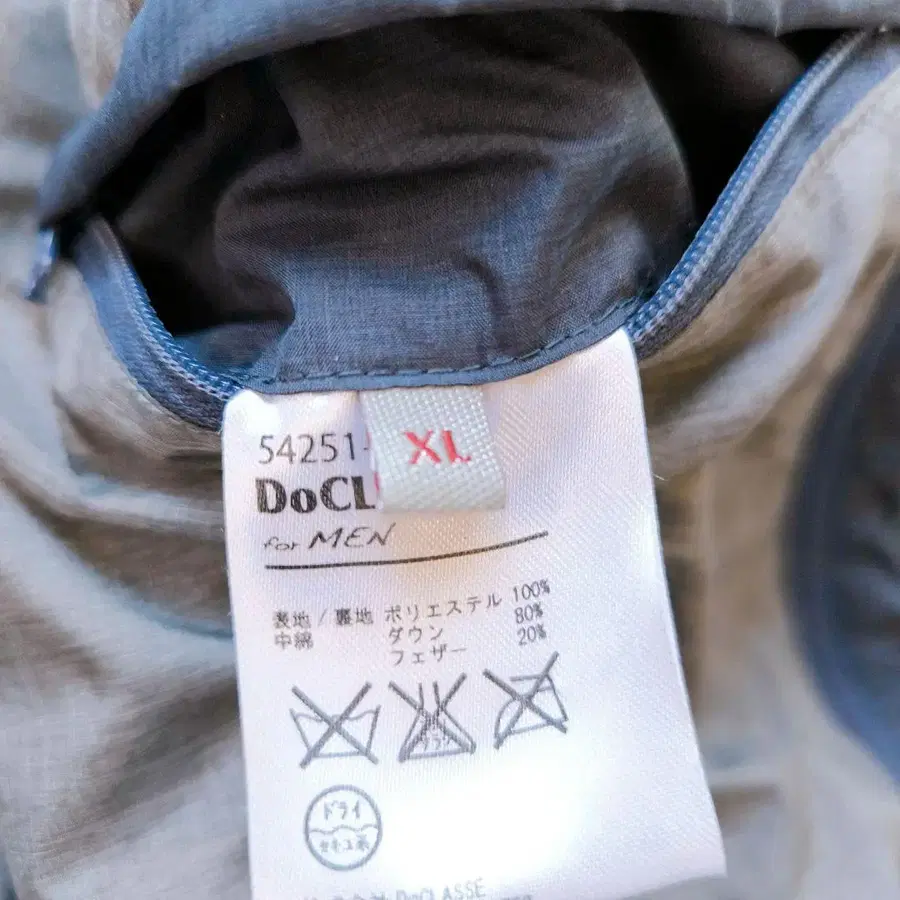 54251-
XL
DoCL
for MEN
表地/裏地 ポリエステル 100%
中綿 ダウン 80%
フェザー 20%
ドライ
セキユ系
DoCLASSE